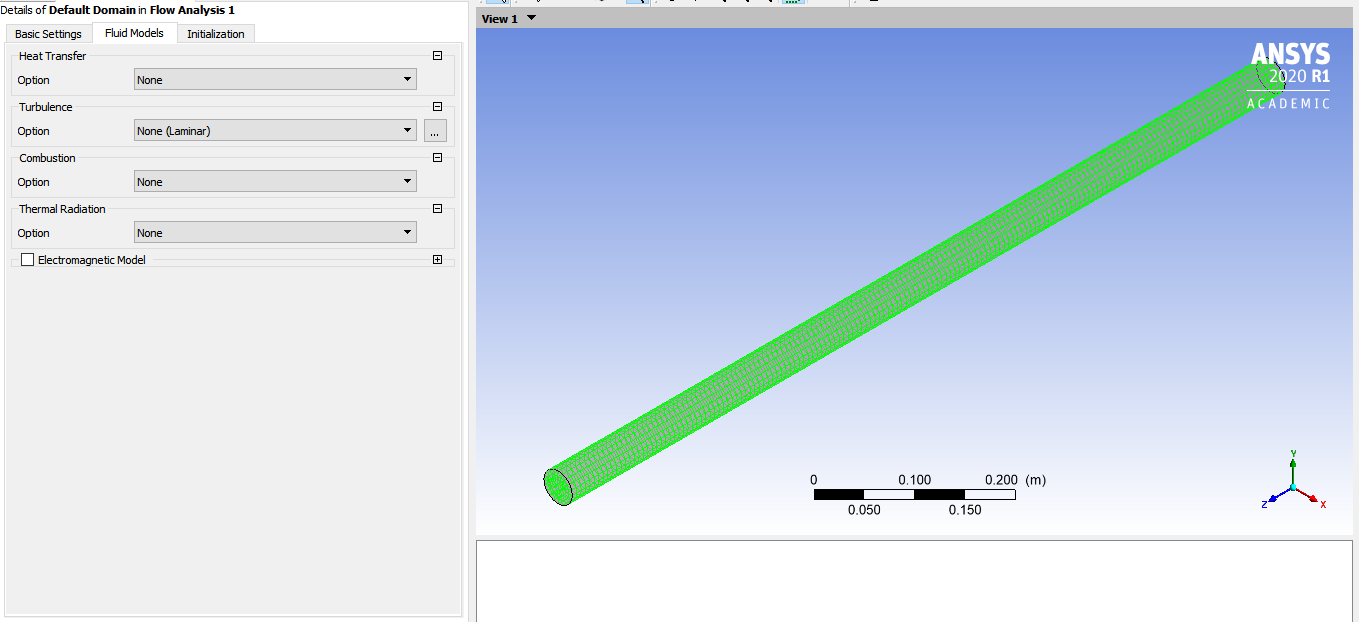 Details of Default Domain in Flow Analysis 1
Basic Settings
Fluid Models
Initialization
Heat Transfer
Option
None
Turbulence
Option
None (Laminar)
...
Combustion
Option
None
Thermal Radiation
Option
None
Electromagnetic Model
View 1
ANSYS
2020 R1
ACADEMIC
0
0.100
0.200
(m)
0.050
0.150
Y
Z
X